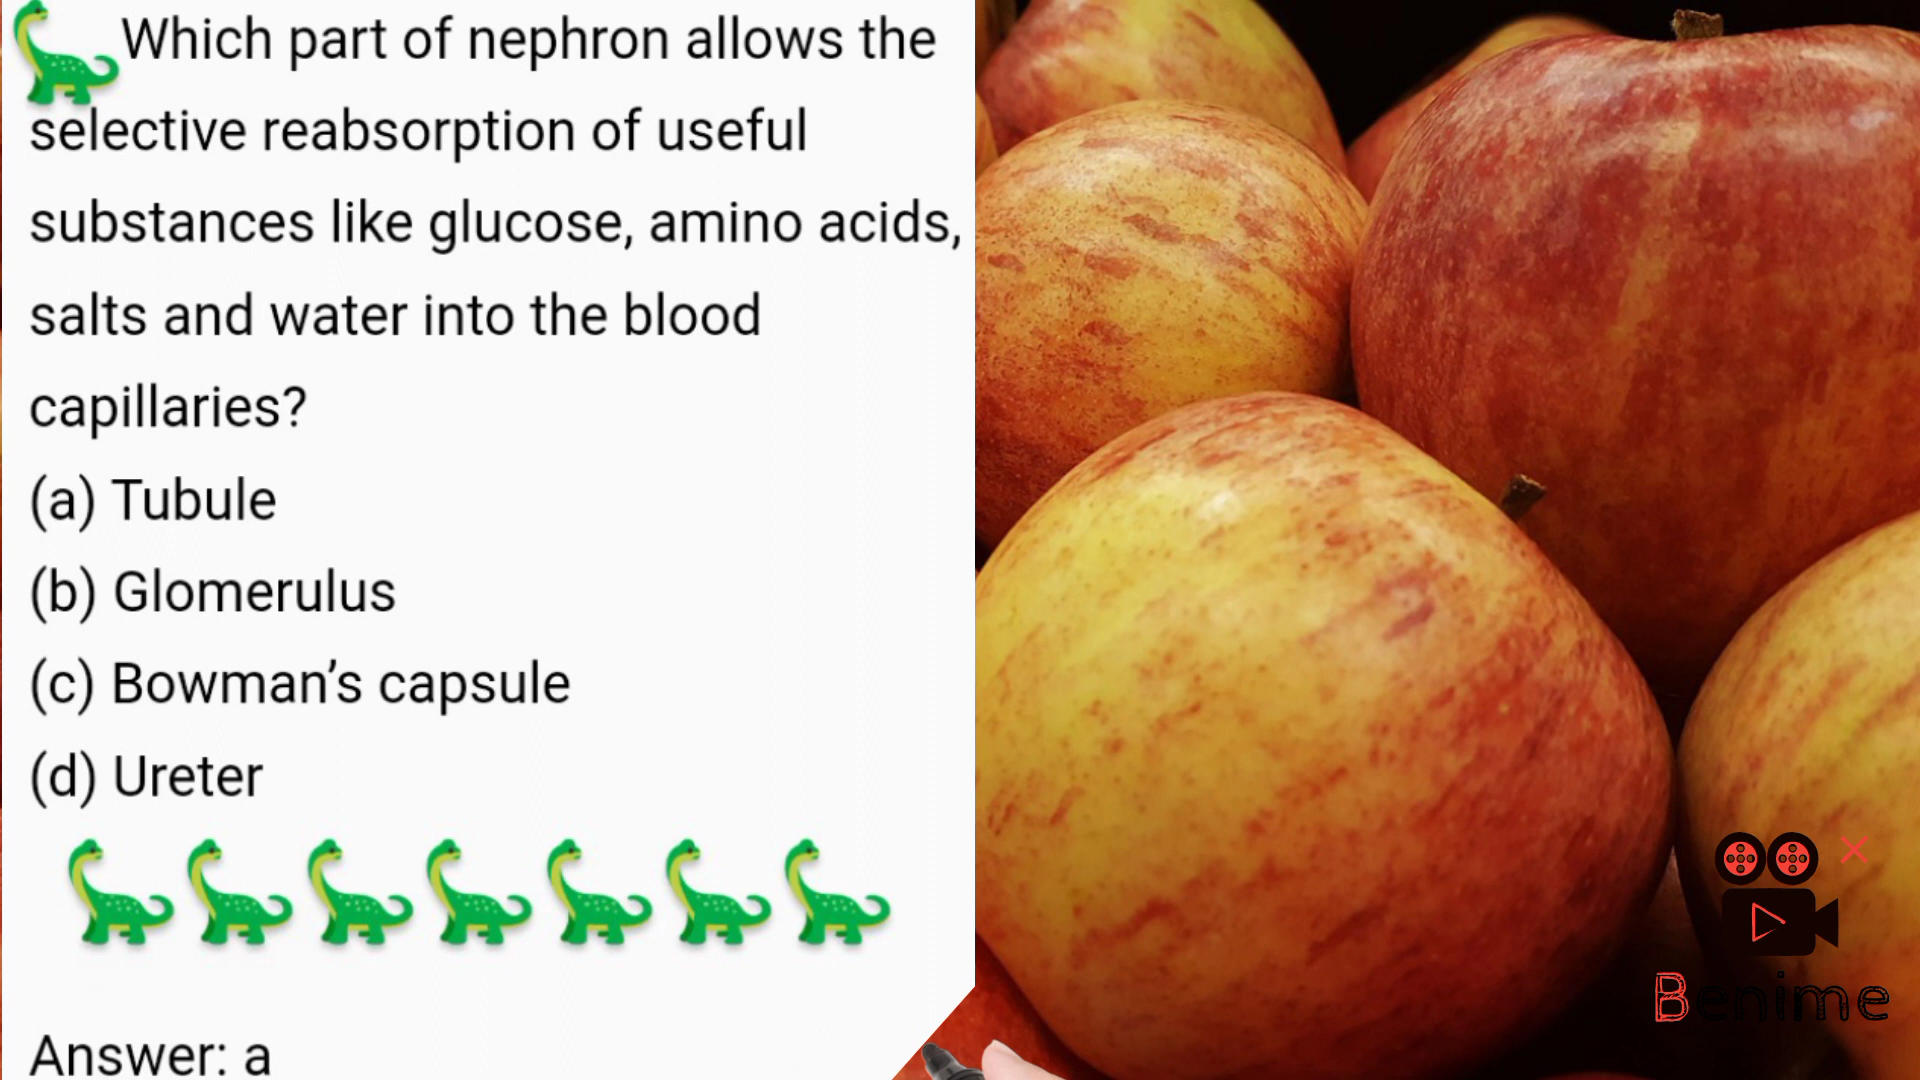 Which part of nephron allows the
selective reabsorption of useful
substances like glucose, amino acids,
salts and water into the blood
capillaries?
(a) Tubule
(b) Glomerulus
(c) Bowman’s capsule
(d) Ureter
Answer: a
Benime